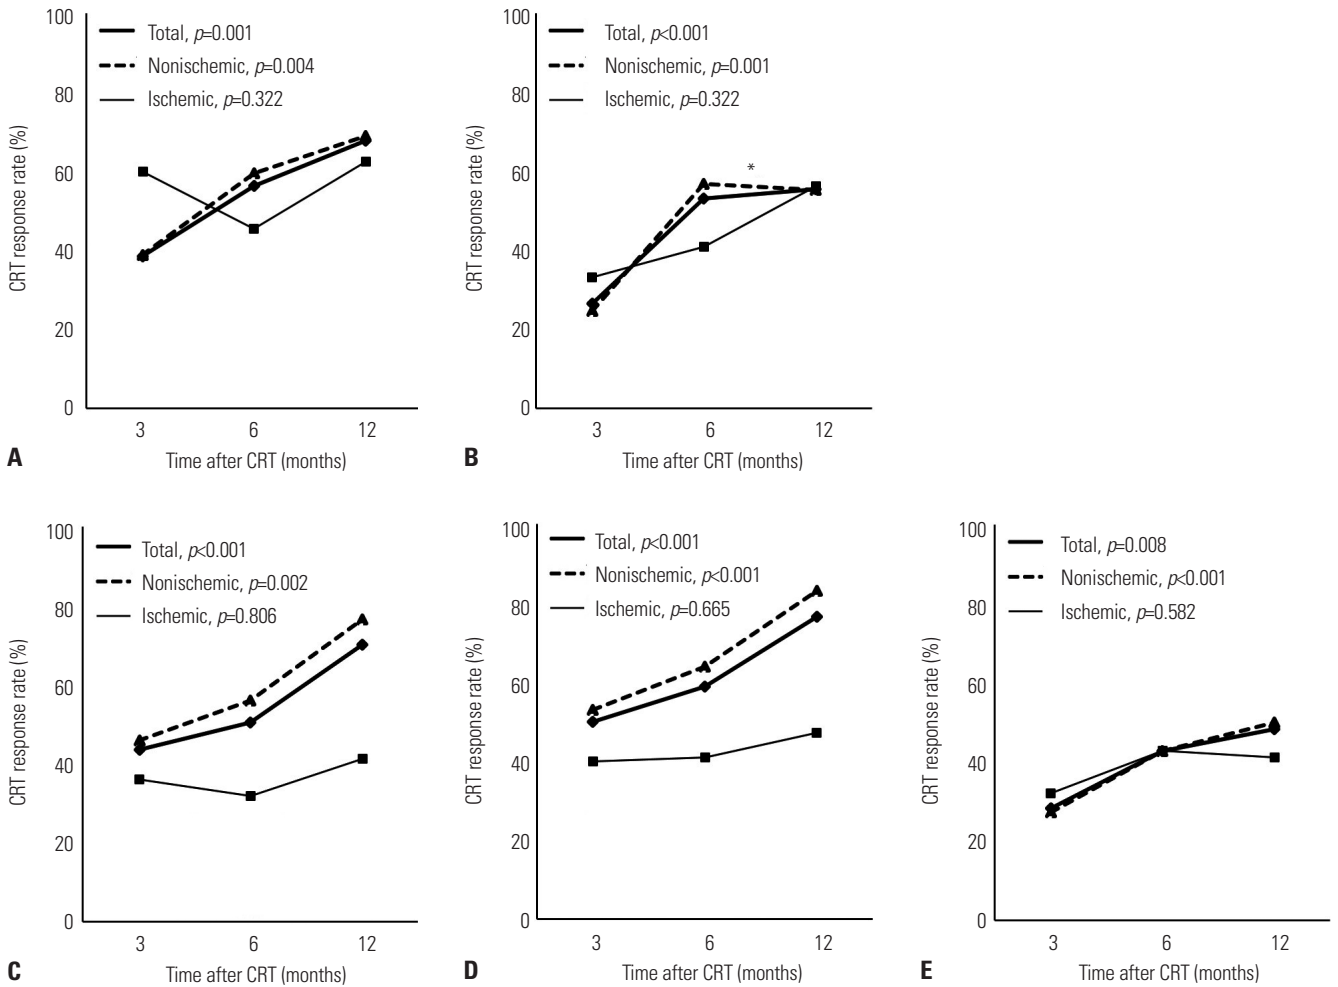 100
80
60
40
20
0
CRT response rate (%)
Total, p=0.001
Nonischemic, p=0.004
Ischemic, p=0.322
3 6 12
Time after CRT (months)
A
100
80
60
40
20
0
CRT response rate (%)
Total, p<0.001
Nonischemic, p=0.001
Ischemic, p=0.322
*
3 6 12
Time after CRT (months)
B
100
80
60
40
20
0
CRT response rate (%)
Total, p<0.001
Nonischemic, p=0.002
Ischemic, p=0.806
3 6 12
Time after CRT (months)
C
100
80
60
40
20
0
CRT response rate (%)
Total, p<0.001
Nonischemic, p<0.001
Ischemic, p=0.665
3 6 12
Time after CRT (months)
D
100
80
60
40
20
0
CRT response rate (%)
Total, p=0.008
Nonischemic, p<0.001
Ischemic, p=0.582
3 6 12
Time after CRT (months)
E